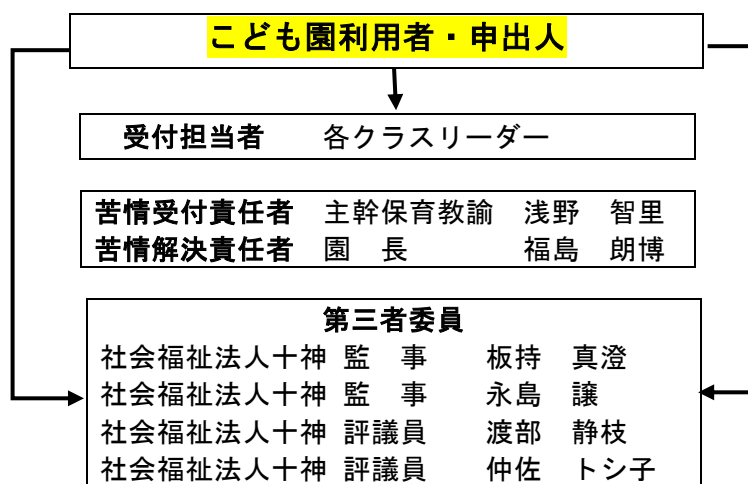 こども園利用者・申出人
受付担当者　　各クラスリーダー
苦情受付責任者　主幹保育教諭　浅野　智里
苦情解決責任者　園　長　　　　福島　朗博
第三者委員
社会福祉法人十神 監　事　　板持　真澄
社会福祉法人十神 監　事　　永島　譲
社会福祉法人十神 評議員　　渡部　静枝
社会福祉法人十神 評議員　　仲佐　トシ子